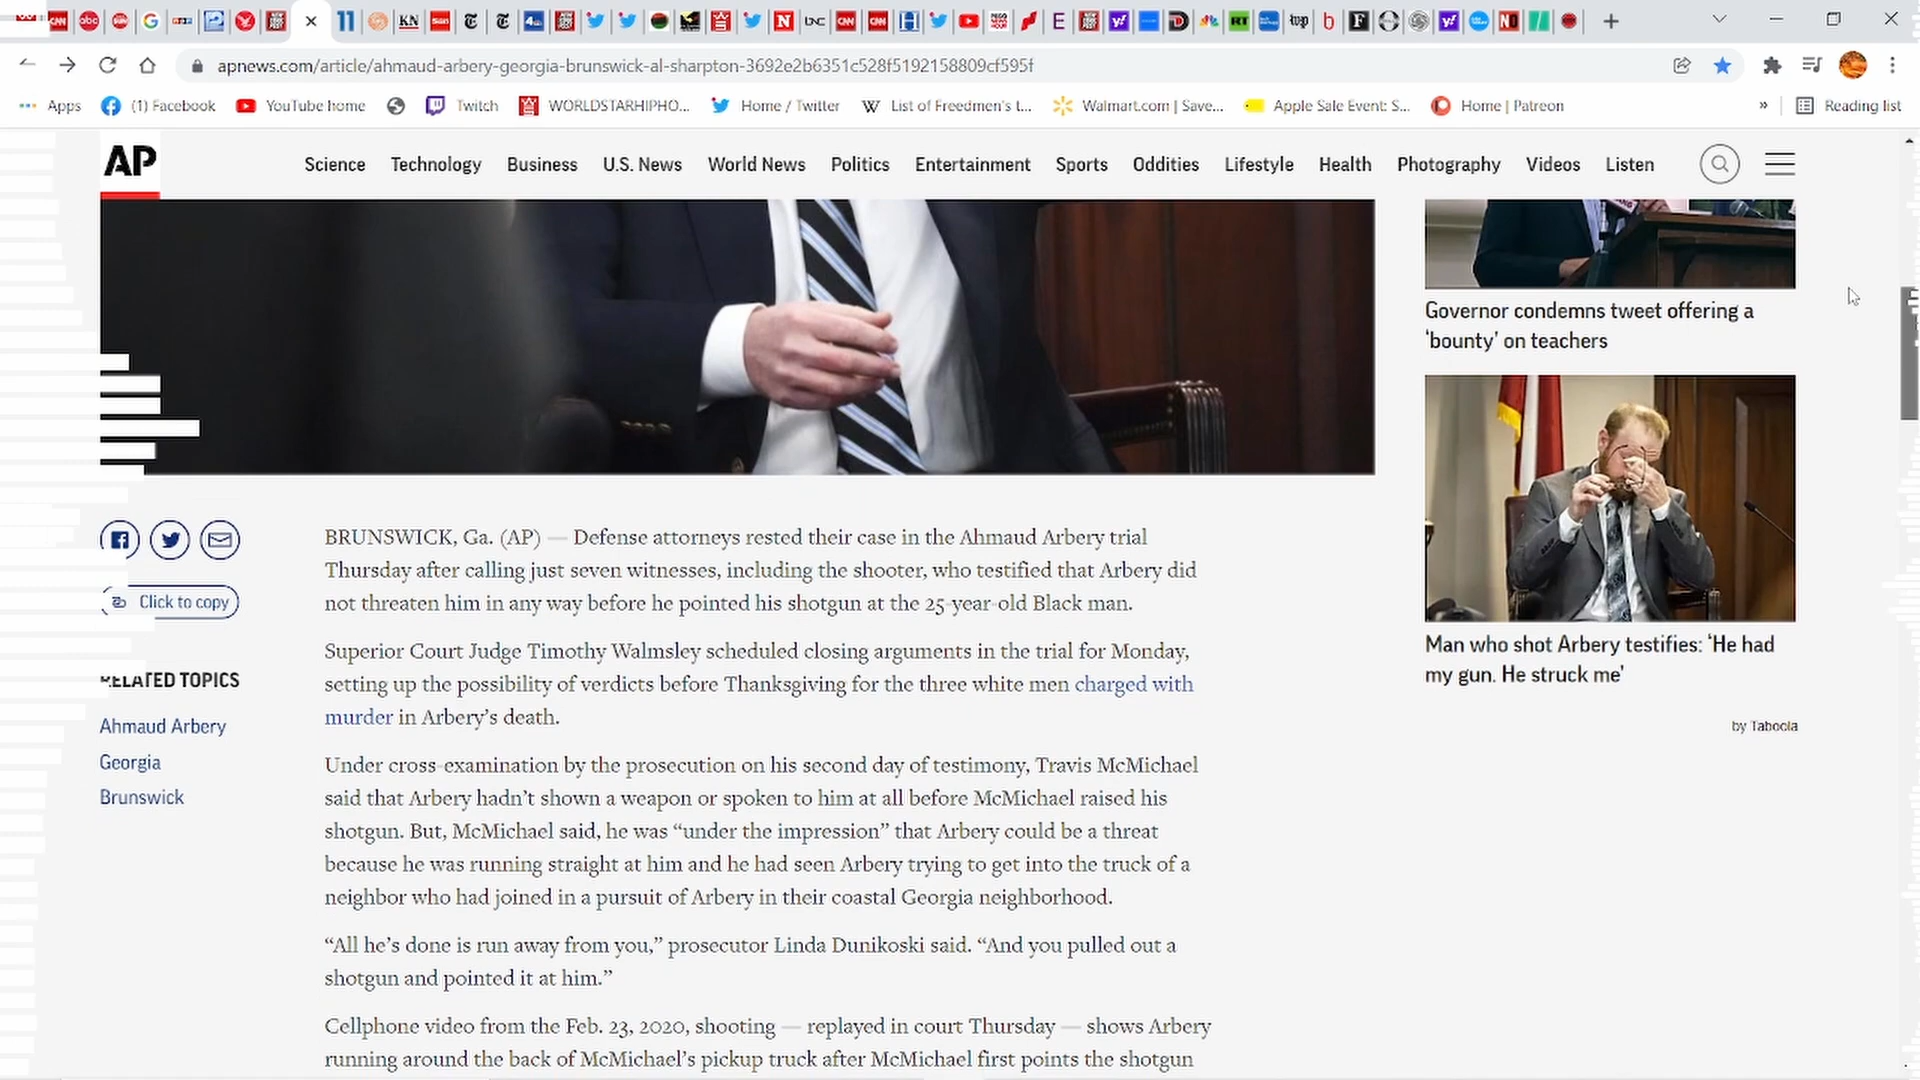 apnews.com/article/ahmaud-arbery-georgia-brunswick-al-sharpton-3692e2b6351c528f5192158809cf595f
Apps (1) Facebook YouTube home Twitch WORLDSTARHIPHO... Home / Twitter List of Freedmen's t... Walmart.com | Save... Apple Sale Event: S... Home | Patreon » Reading list
AP Science Technology Business U.S. News World News Politics Entertainment Sports Oddities Lifestyle Health Photography Videos Listen
Governor condemns tweet offering a
‘bounty’ on teachers
Man who shot Arbery testifies: ‘He had
my gun. He struck me’
by Taboola
Click to copy
RELATED TOPICS
Ahmaud Arbery
Georgia
Brunswick
BRUNSWICK, Ga. (AP) — Defense attorneys rested their case in the Ahmaud Arbery trial
Thursday after calling just seven witnesses, including the shooter, who testified that Arbery did
not threaten him in any way before he pointed his shotgun at the 25-year-old Black man.
Superior Court Judge Timothy Walmsley scheduled closing arguments in the trial for Monday,
setting up the possibility of verdicts before Thanksgiving for the three white men charged with
murder in Arbery’s death.
Under cross-examination by the prosecution on his second day of testimony, Travis McMichael
said that Arbery hadn’t shown a weapon or spoken to him at all before McMichael raised his
shotgun. But, McMichael said, he was “under the impression” that Arbery could be a threat
because he was running straight at him and he had seen Arbery trying to get into the truck of a
neighbor who had joined in a pursuit of Arbery in their coastal Georgia neighborhood.
“All he’s done is run away from you,” prosecutor Linda Dunikoski said. “And you pulled out a
shotgun and pointed it at him.”
Cellphone video from the Feb. 23, 2020, shooting — replayed in court Thursday — shows Arbery
running around the back of McMichael’s pickup truck after McMichael first points the shotgun